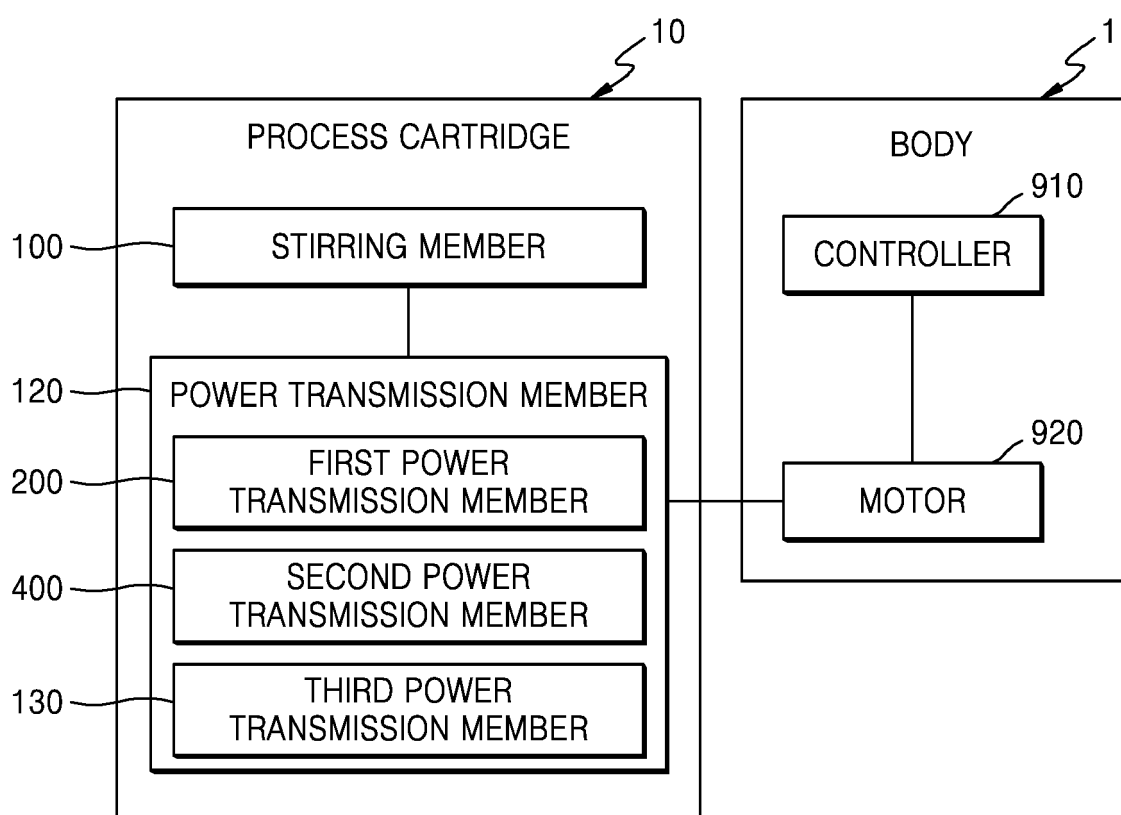 10
1
PROCESS CARTRIDGE
BODY
910
100
STIRRING MEMBER
CONTROLLER
120
POWER TRANSMISSION MEMBER
920
200
FIRST POWER
TRANSMISSION MEMBER
MOTOR
400
SECOND POWER
TRANSMISSION MEMBER
130
THIRD POWER
TRANSMISSION MEMBER